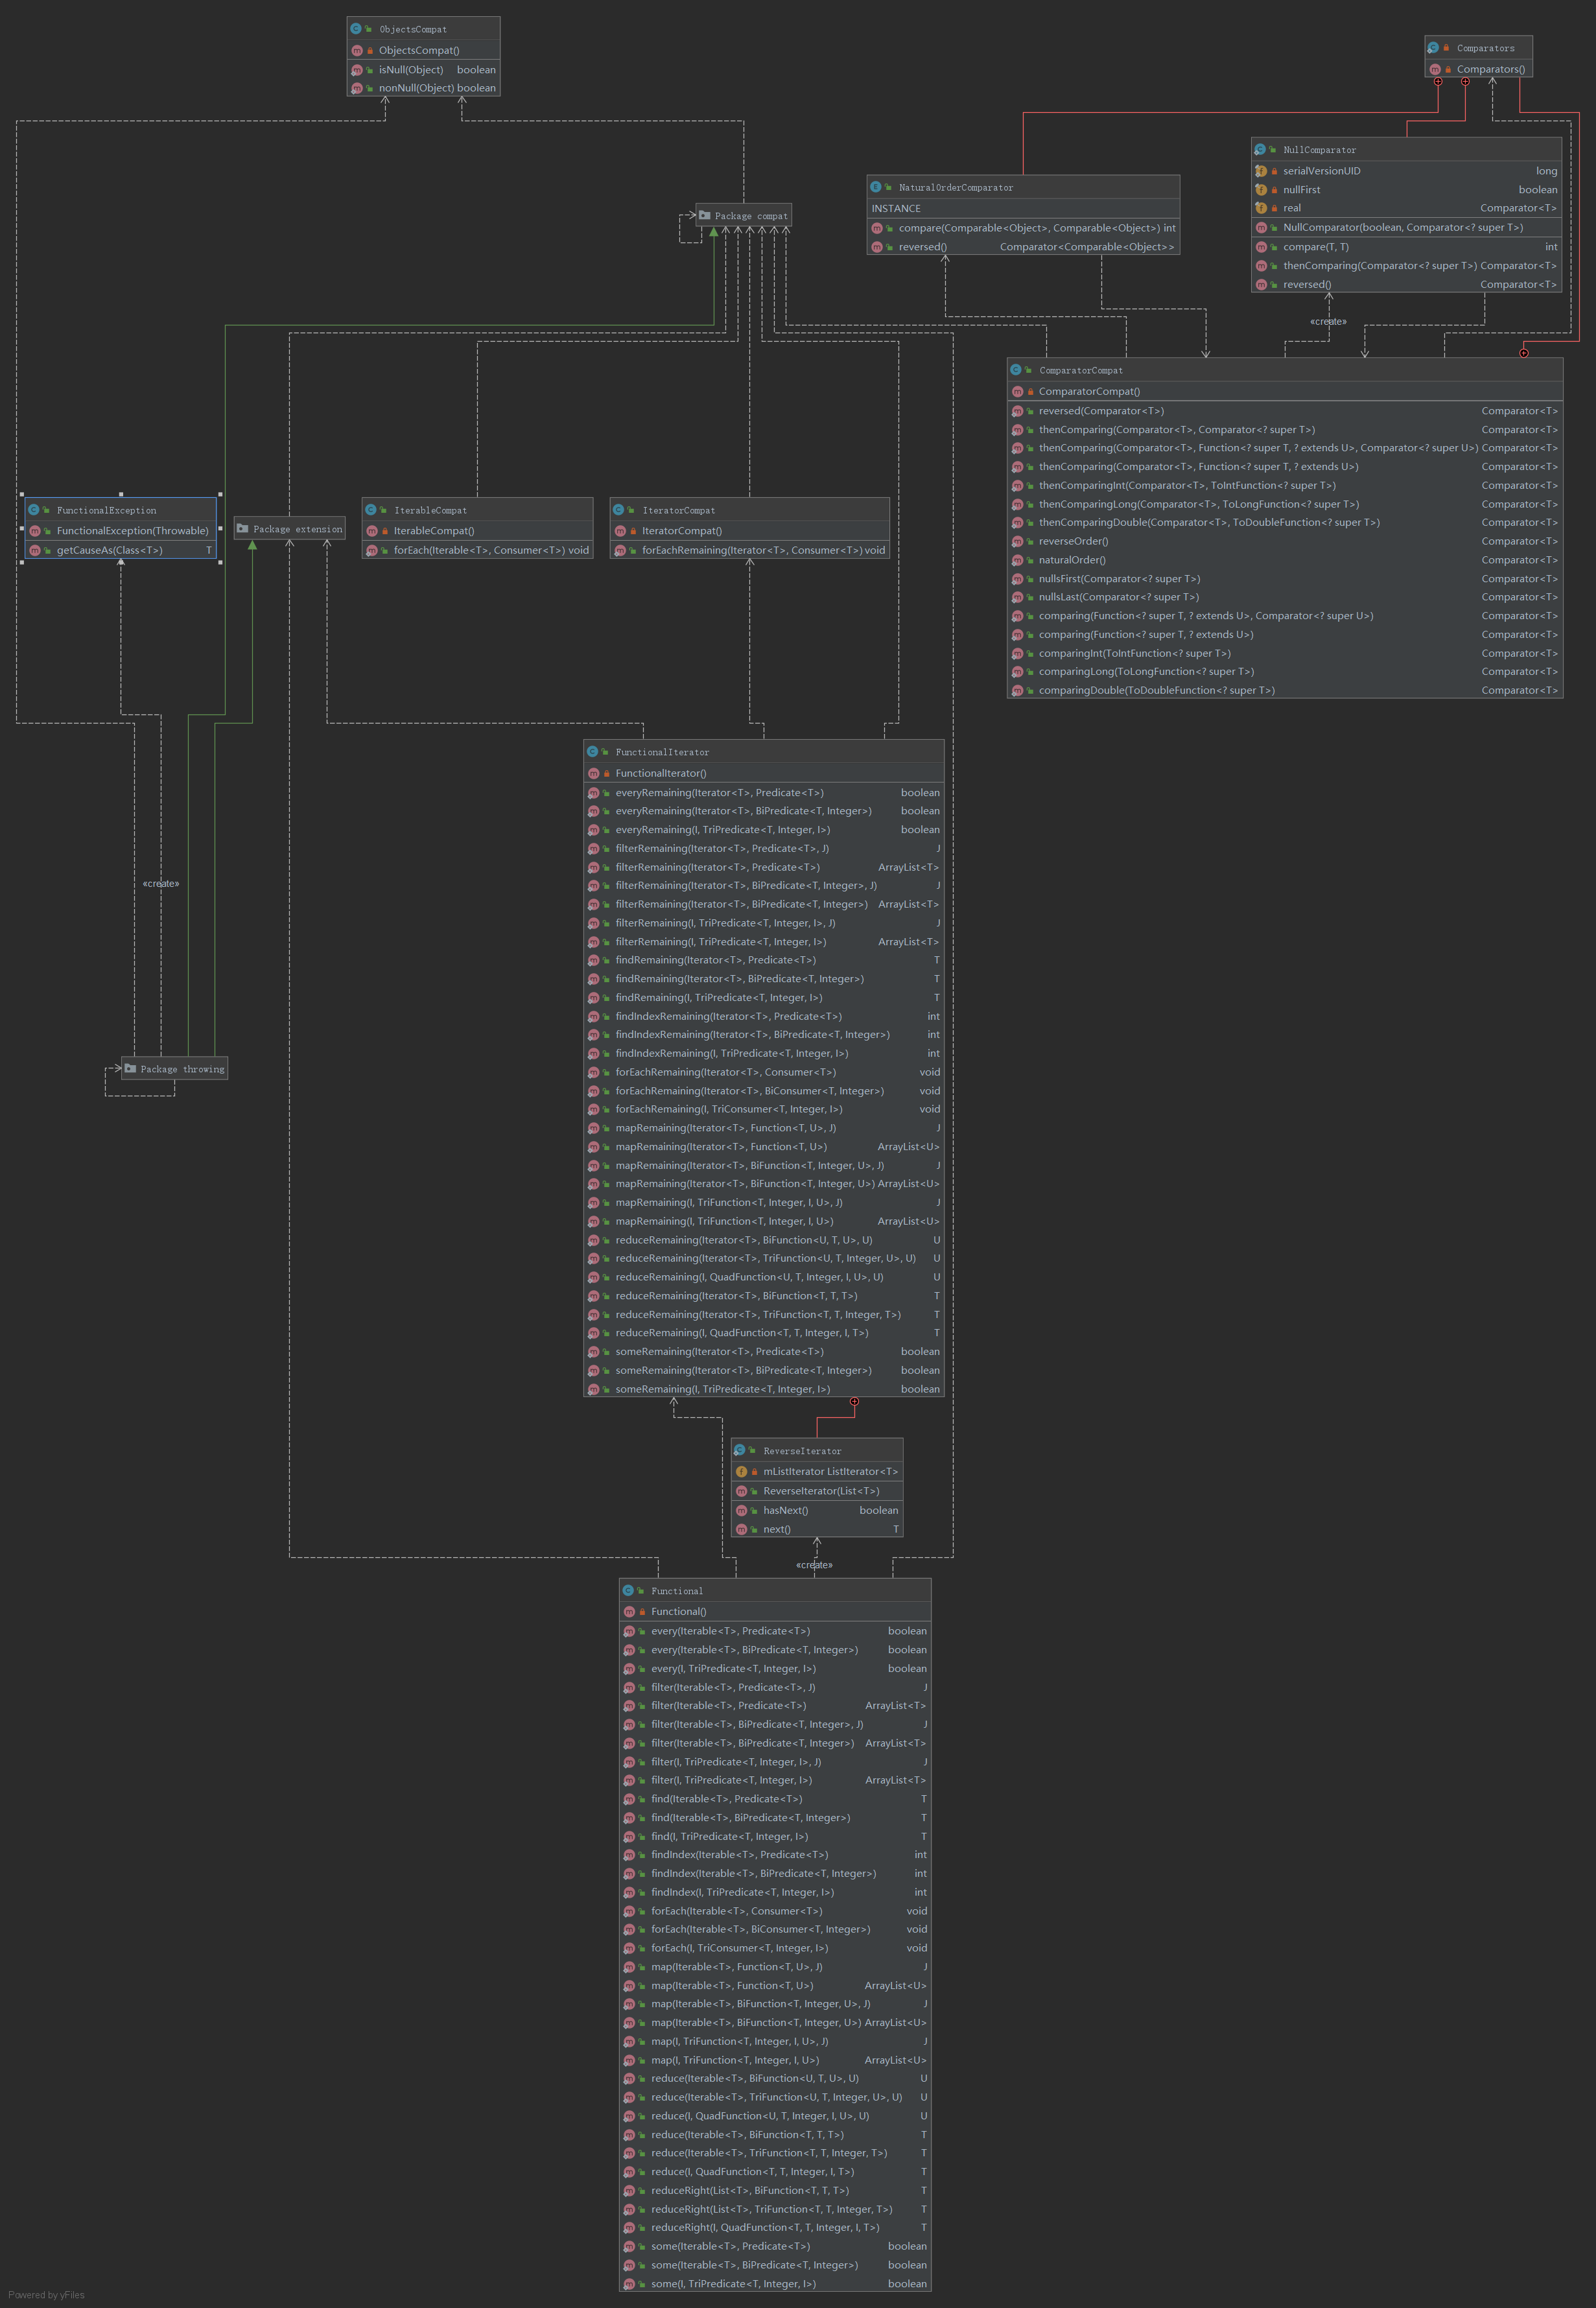 ObjectsCompat
ObjectsCompat()
isNull(Object) boolean
nonNull(Object) boolean
Comparators
Comparators()
NullComparator
serialVersionUID long
nullFirst boolean
real Comparator<T>
NullComparator(boolean, Comparator<? super T>)
compare(T, T) int
thenComparing(Comparator<? super T>) Comparator<T>
reversed() Comparator<T>
NaturalOrderComparator
INSTANCE
compare(Comparable<Object>, Comparable<Object>) int
reversed() Comparator<Comparable<Object>>
Package compat
«create»
ComparatorCompat
ComparatorCompat()
reversed(Comparator<T>) Comparator<T>
thenComparing(Comparator<T>, Comparator<? super T>) Comparator<T>
thenComparing(Comparator<T>, Function<? super T, ? extends U>, Comparator<? super U>) Comparator<T>
thenComparing(Comparator<T>, Function<? super T, ? extends U>) Comparator<T>
thenComparingInt(Comparator<T>, ToIntFunction<? super T>) Comparator<T>
thenComparingLong(Comparator<T>, ToLongFunction<? super T>) Comparator<T>
thenComparingDouble(Comparator<T>, ToDoubleFunction<? super T>) Comparator<T>
reverseOrder() Comparator<T>
naturalOrder() Comparator<T>
nullsFirst(Comparator<? super T>) Comparator<T>
nullsLast(Comparator<? super T>) Comparator<T>
comparing(Function<? super T, ? extends U>, Comparator<? super U>) Comparator<T>
comparing(Function<? super T, ? extends U>) Comparator<T>
comparingInt(ToIntFunction<? super T>) Comparator<T>
comparingLong(ToLongFunction<? super T>) Comparator<T>
comparingDouble(ToDoubleFunction<? super T>) Comparator<T>
FunctionalException
FunctionalException(Throwable)
getCauseAs(Class<T>) T
Package extension
IterableCompat
IterableCompat()
forEach(Iterable<T>, Consumer<T>) void
IteratorCompat
IteratorCompat()
forEachRemaining(Iterator<T>, Consumer<T>) void
«create»
Package throwing
FunctionalIterator
FunctionalIterator()
everyRemaining(Iterator<T>, Predicate<T>) boolean
everyRemaining(Iterator<T>, BiPredicate<T, Integer>) boolean
everyRemaining(I, TriPredicate<T, Integer, I>) boolean
filterRemaining(Iterator<T>, Predicate<T>, J) J
filterRemaining(Iterator<T>, Predicate<T>) ArrayList<T>
filterRemaining(Iterator<T>, BiPredicate<T, Integer>, J) J
filterRemaining(Iterator<T>, BiPredicate<T, Integer>) ArrayList<T>
filterRemaining(I, TriPredicate<T, Integer, I>, J) J
filterRemaining(I, TriPredicate<T, Integer, I>) ArrayList<T>
findRemaining(Iterator<T>, Predicate<T>) T
findRemaining(Iterator<T>, BiPredicate<T, Integer>) T
findRemaining(I, TriPredicate<T, Integer, I>) T
findIndexRemaining(Iterator<T>, Predicate<T>) int
findIndexRemaining(Iterator<T>, BiPredicate<T, Integer>) int
findIndexRemaining(I, TriPredicate<T, Integer, I>) int
forEachRemaining(Iterator<T>, Consumer<T>) void
forEachRemaining(Iterator<T>, BiConsumer<T, Integer>) void
forEachRemaining(I, TriConsumer<T, Integer, I>) void
mapRemaining(Iterator<T>, Function<T, U>, J) J
mapRemaining(Iterator<T>, Function<T, U>) ArrayList<U>
mapRemaining(Iterator<T>, BiFunction<T, Integer, U>, J) J
mapRemaining(Iterator<T>, BiFunction<T, Integer, U>) ArrayList<U>
mapRemaining(I, TriFunction<T, Integer, I, U>, J) J
mapRemaining(I, TriFunction<T, Integer, I, U>) ArrayList<U>
reduceRemaining(Iterator<T>, BiFunction<U, T, U>, U) U
reduceRemaining(Iterator<T>, TriFunction<U, T, Integer, U>, U) U
reduceRemaining(I, QuadFunction<U, T, Integer, I, U>, U) U
reduceRemaining(Iterator<T>, BiFunction<T, T, T>) T
reduceRemaining(Iterator<T>, TriFunction<T, T, Integer, T>) T
reduceRemaining(I, QuadFunction<T, T, Integer, I, T>) T
someRemaining(Iterator<T>, Predicate<T>) boolean
someRemaining(Iterator<T>, BiPredicate<T, Integer>) boolean
someRemaining(I, TriPredicate<T, Integer, I>) boolean
ReverseIterator
mListIterator ListIterator<T>
ReverseIterator(List<T>)
hasNext() boolean
next() T
«create»
Functional
Functional()
every(Iterable<T>, Predicate<T>) boolean
every(Iterable<T>, BiPredicate<T, Integer>) boolean
every(I, TriPredicate<T, Integer, I>) boolean
filter(Iterable<T>, Predicate<T>, J) J
filter(Iterable<T>, Predicate<T>) ArrayList<T>
filter(Iterable<T>, BiPredicate<T, Integer>, J) J
filter(Iterable<T>, BiPredicate<T, Integer>) ArrayList<T>
filter(I, TriPredicate<T, Integer, I>, J) J
filter(I, TriPredicate<T, Integer, I>) ArrayList<T>
find(Iterable<T>, Predicate<T>) T
find(Iterable<T>, BiPredicate<T, Integer>) T
find(I, TriPredicate<T, Integer, I>) T
findIndex(Iterable<T>, Predicate<T>) int
findIndex(Iterable<T>, BiPredicate<T, Integer>) int
findIndex(I, TriPredicate<T, Integer, I>) int
forEach(Iterable<T>, Consumer<T>) void
forEach(Iterable<T>, BiConsumer<T, Integer>) void
forEach(I, TriConsumer<T, Integer, I>) void
map(Iterable<T>, Function<T, U>, J) J
map(Iterable<T>, Function<T, U>) ArrayList<U>
map(Iterable<T>, BiFunction<T, Integer, U>, J) J
map(Iterable<T>, BiFunction<T, Integer, U>) ArrayList<U>
map(I, TriFunction<T, Integer, I, U>, J) J
map(I, TriFunction<T, Integer, I, U>) ArrayList<U>
reduce(Iterable<T>, BiFunction<U, T, U>, U) U
reduce(Iterable<T>, TriFunction<U, T, Integer, U>, U) U
reduce(I, QuadFunction<U, T, Integer, I, U>, U) U
reduce(Iterable<T>, BiFunction<T, T, T>) T
reduce(Iterable<T>, TriFunction<T, T, Integer, T>) T
reduce(I, QuadFunction<T, T, Integer, I, T>) T
reduceRight(List<T>, BiFunction<T, T, T>) T
reduceRight(List<T>, TriFunction<T, T, Integer, T>) T
reduceRight(I, QuadFunction<T, T, Integer, I, T>) T
some(Iterable<T>, Predicate<T>) boolean
some(Iterable<T>, BiPredicate<T, Integer>) boolean
some(I, TriPredicate<T, Integer, I>) boolean
Powered by yFiles